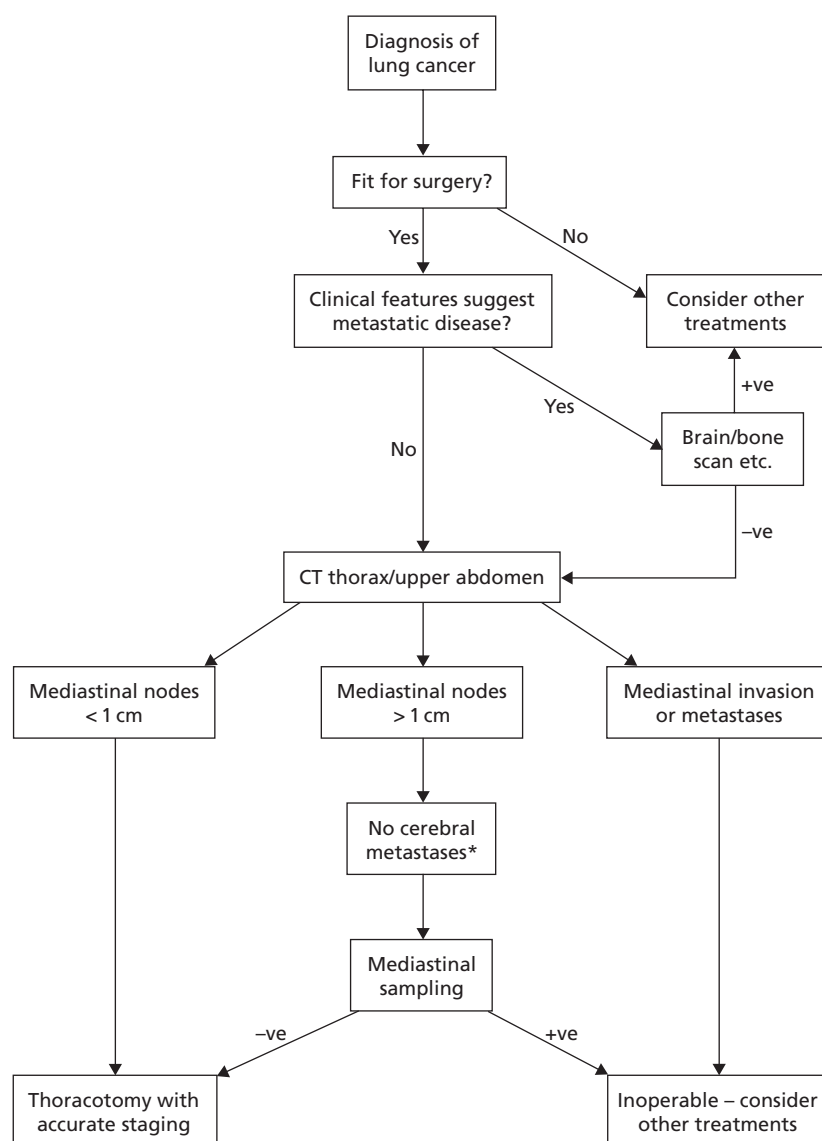 Diagnosis of
lung cancer
Fit for surgery?
Yes
No
Clinical features suggest
metastatic disease?
Consider other
treatments
+ve
Yes
No
Brain/bone
scan etc.
–ve
CT thorax/upper abdomen
Mediastinal nodes
< 1 cm
Mediastinal nodes
> 1 cm
Mediastinal invasion
or metastases
No cerebral
metastases*
Mediastinal
sampling
–ve
+ve
Thoracotomy with
accurate staging
Inoperable – consider
other treatments